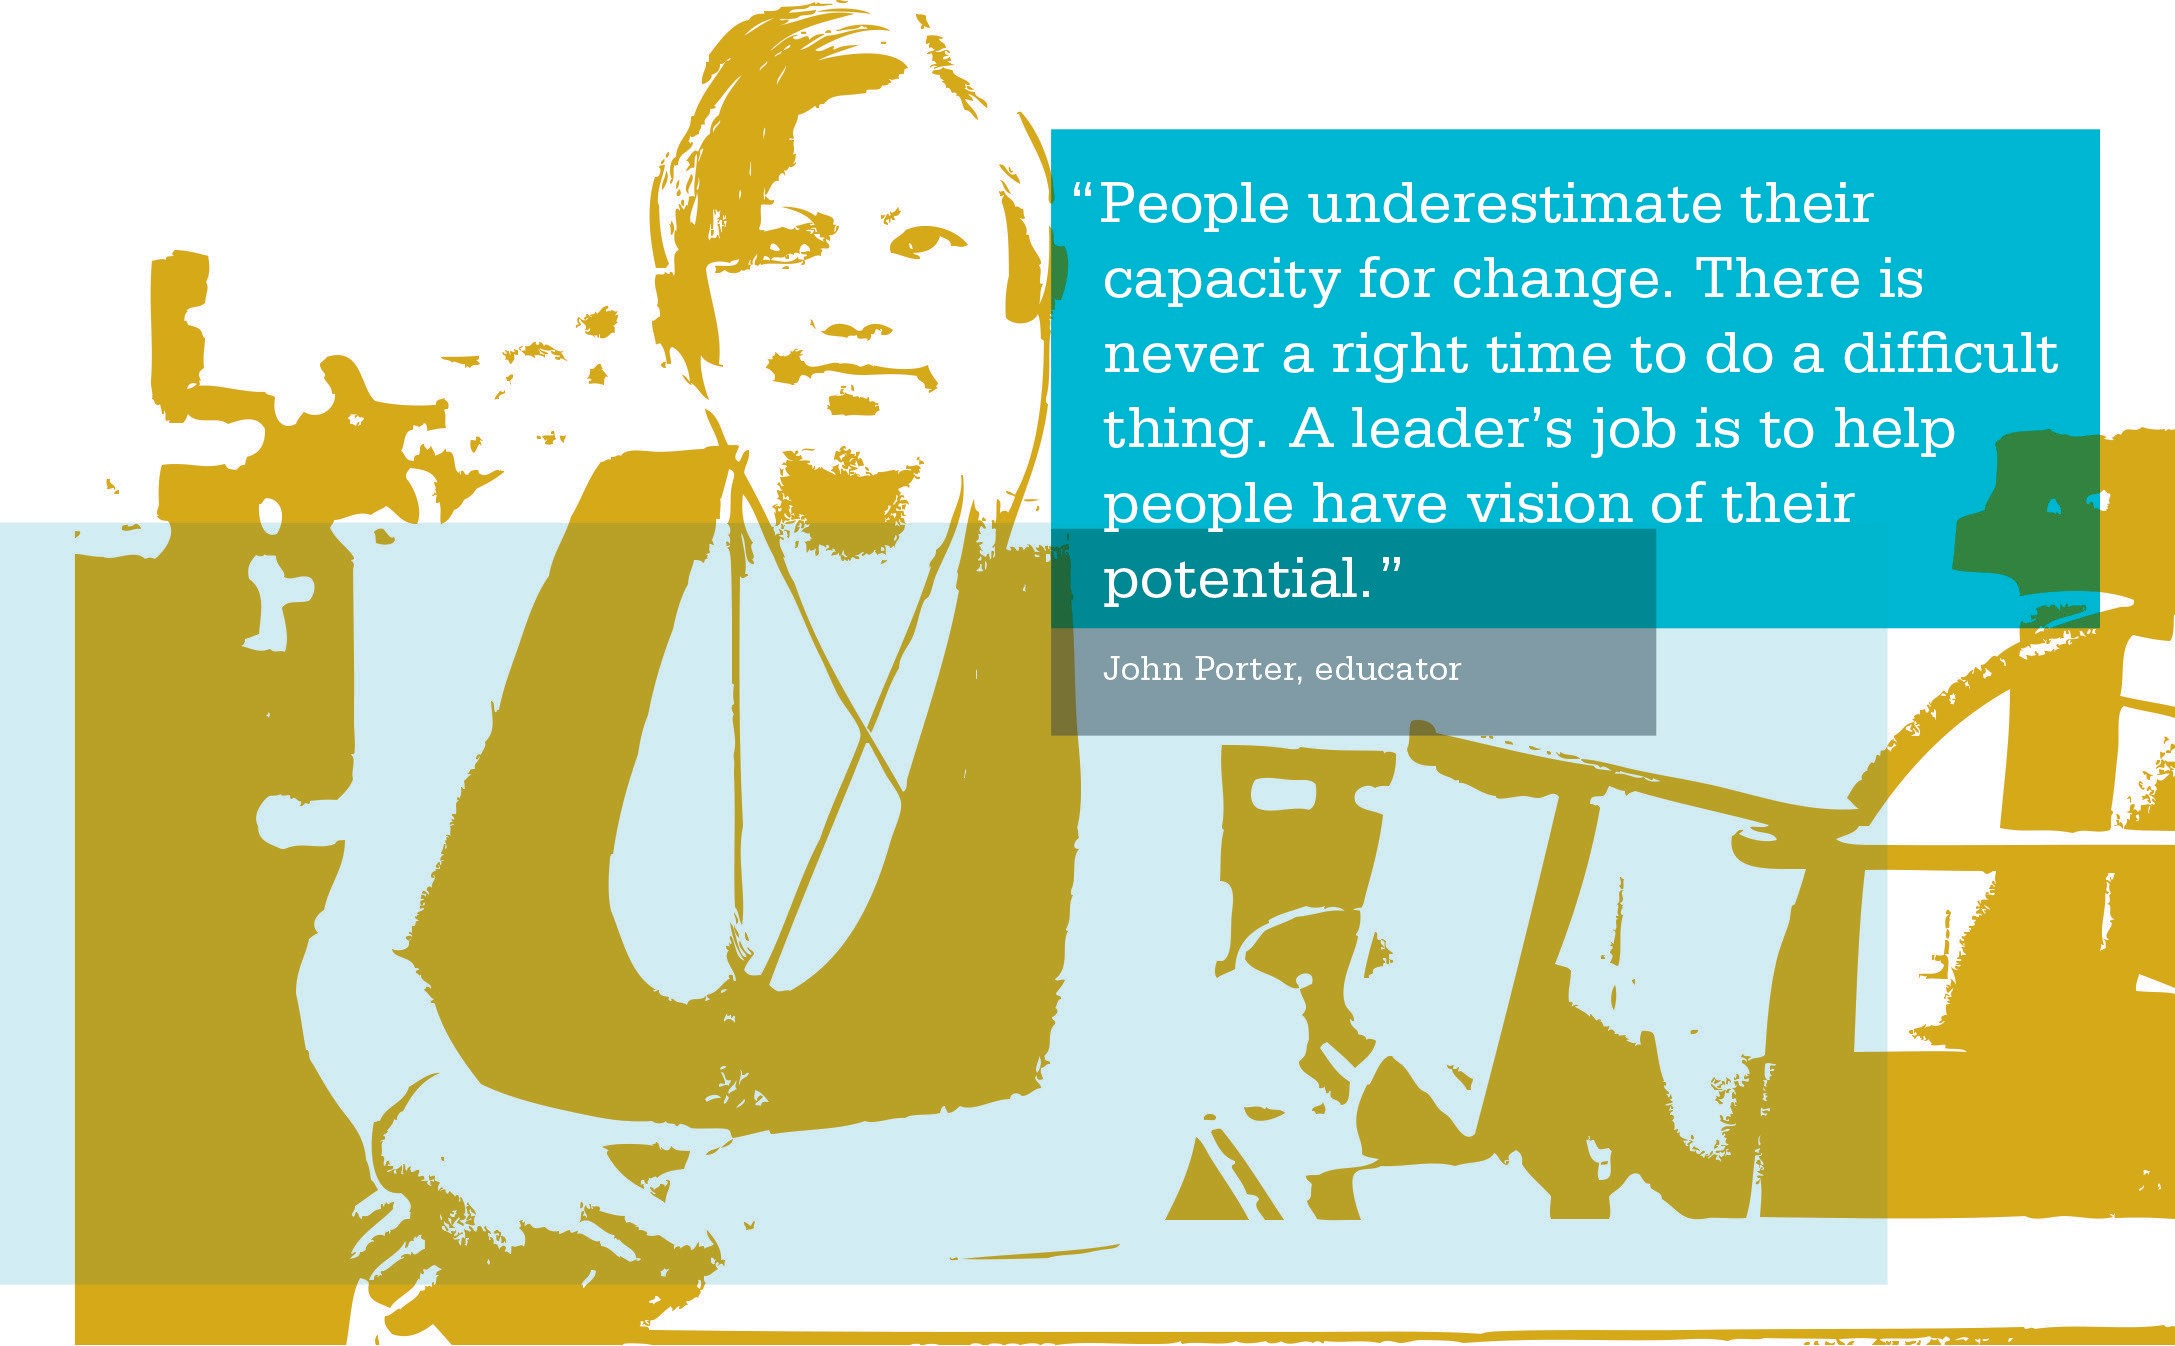 “People underestimate their
capacity for change. There is
never a right time to do a difficult
thing. A leader’s job is to help
people have vision of their
potential.”
John Porter, educator